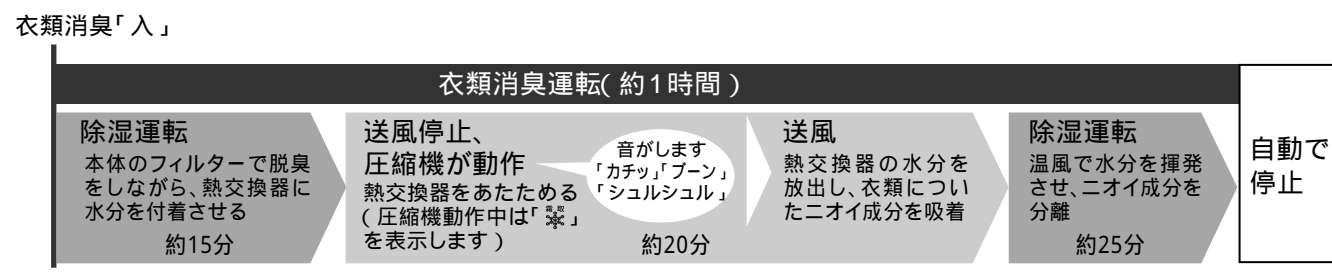 衣類消臭「入」
衣類消臭運転(約1時間)
除湿運転
本体のフィルターで脱臭
をしながら、熱交換器に
水分を付着させる
約15分
送風停止、
圧縮機が動作
熱交換器をあたためる
(圧縮機動作中は「霜取」
を表示します)
音がします
「カチッ」「ブーン」
「シュルシュル」
約20分
送風
熱交換器の水分を
放出し、衣類につい
たニオイ成分を吸着
除湿運転
温風で水分を揮発
させ、ニオイ成分を
分離
約25分
自動で
停止